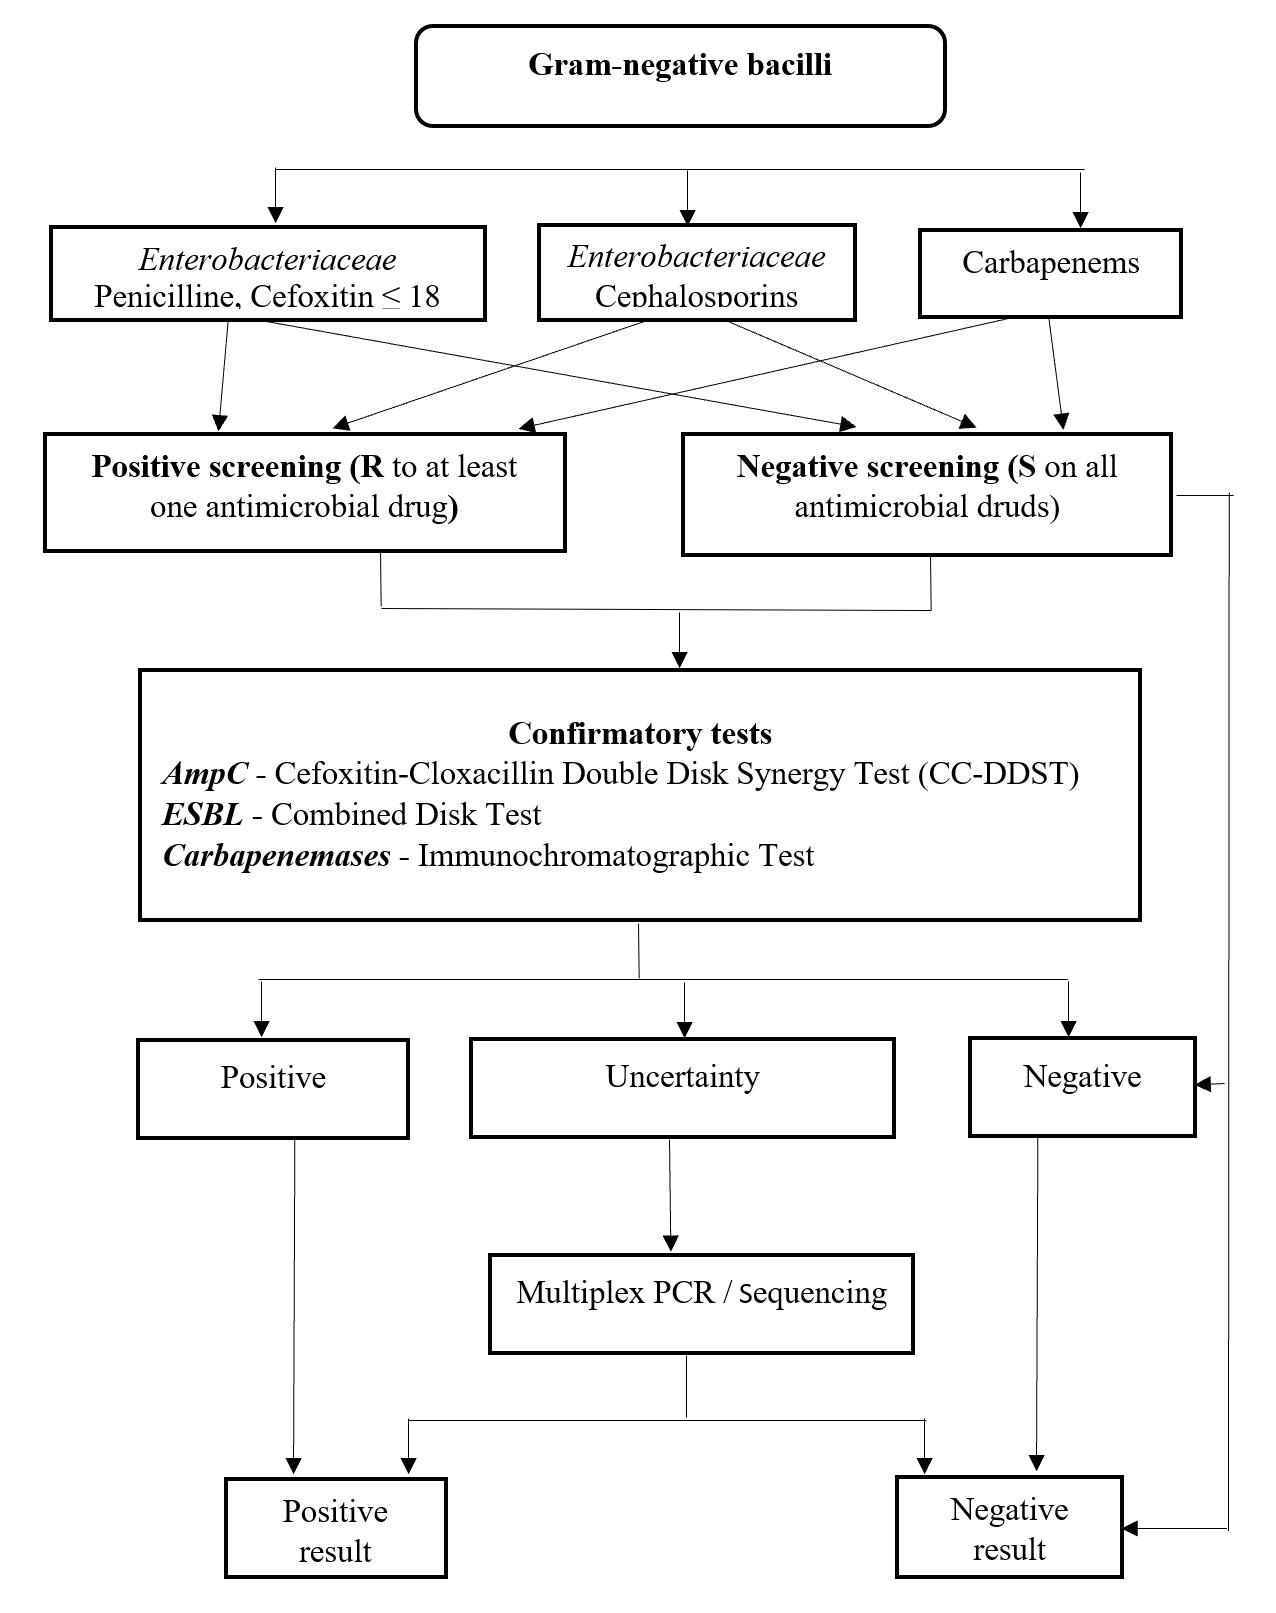 Gram-negative bacilli
Enterobacteriaceae
Penicilline, Cefoxitin ≤ 18
Enterobacteriaceae
Cephalosporins
Carbapenems
Positive screening (R to at least
one antimicrobial drug)
Negative screening (S on all
antimicrobial druds)
Confirmatory tests
AmpC - Cefoxitin-Cloxacillin Double Disk Synergy Test (CC-DDST)
ESBL - Combined Disk Test
Carbapenemases - Immunochromatographic Test
Positive
Uncertainty
Negative
Multiplex PCR / Sequencing
Positive
result
Negative
result